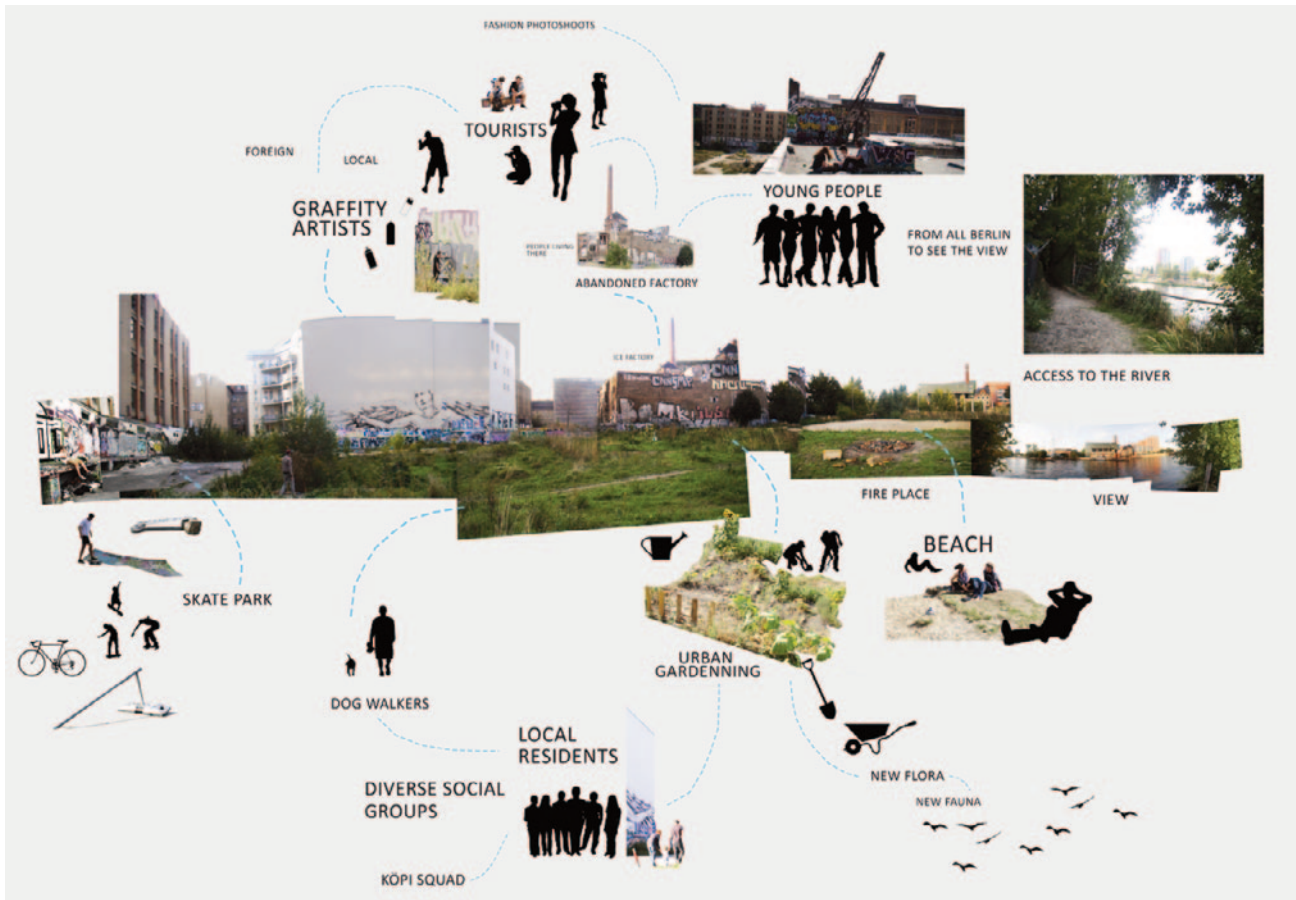 FASHION PHOTOSHOOTS
TOURISTS
FOREIGN
LOCAL
GRAFFITY
ARTISTS
YOUNG PEOPLE
FROM ALL BERLIN
TO SEE THE VIEW
PEOPLE LIVING
THERE
ABANDONED FACTORY
ICE FACTORY
ACCESS TO THE RIVER
FIRE PLACE
VIEW
BEACH
SKATE PARK
URBAN
GARDENNING
DOG WALKERS
LOCAL
RESIDENTS
DIVERSE SOCIAL
GROUPS
NEW FLORA
NEW FAUNA
KÖPI SQUAD